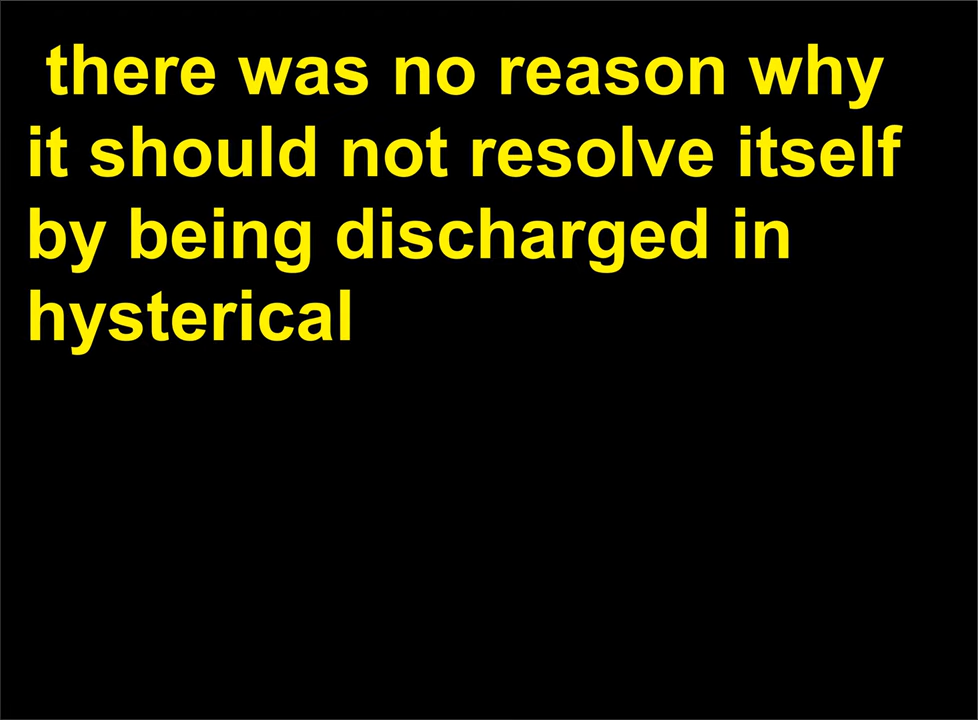 there was no reason why
it should not resolve itself
by being discharged in
hysterical